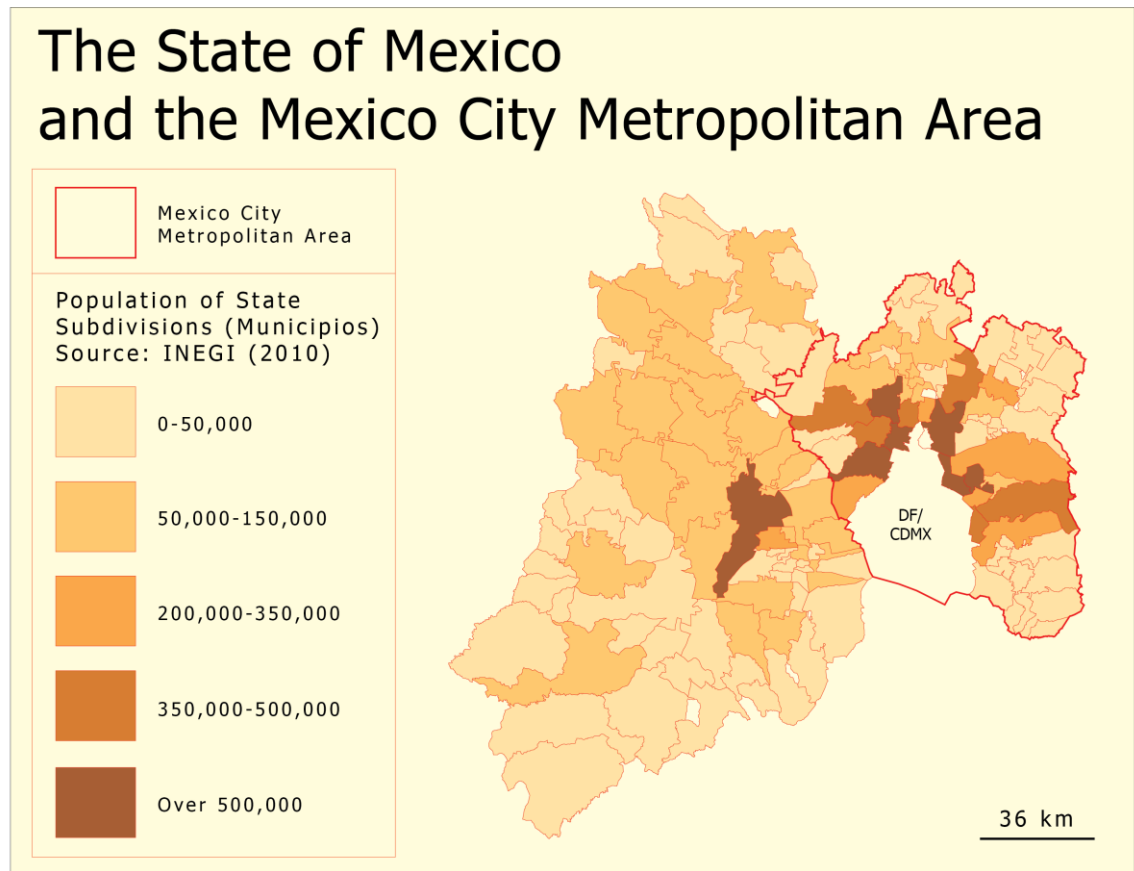 The State of Mexico
and the Mexico City Metropolitan Area
Mexico City
Metropolitan Area
Population of State
Subdivisions (Municipios)
Source: INEGI (2010)
0-50,000
50,000-150,000
200,000-350,000
350,000-500,000
Over 500,000
DF/
CDMX
36 km